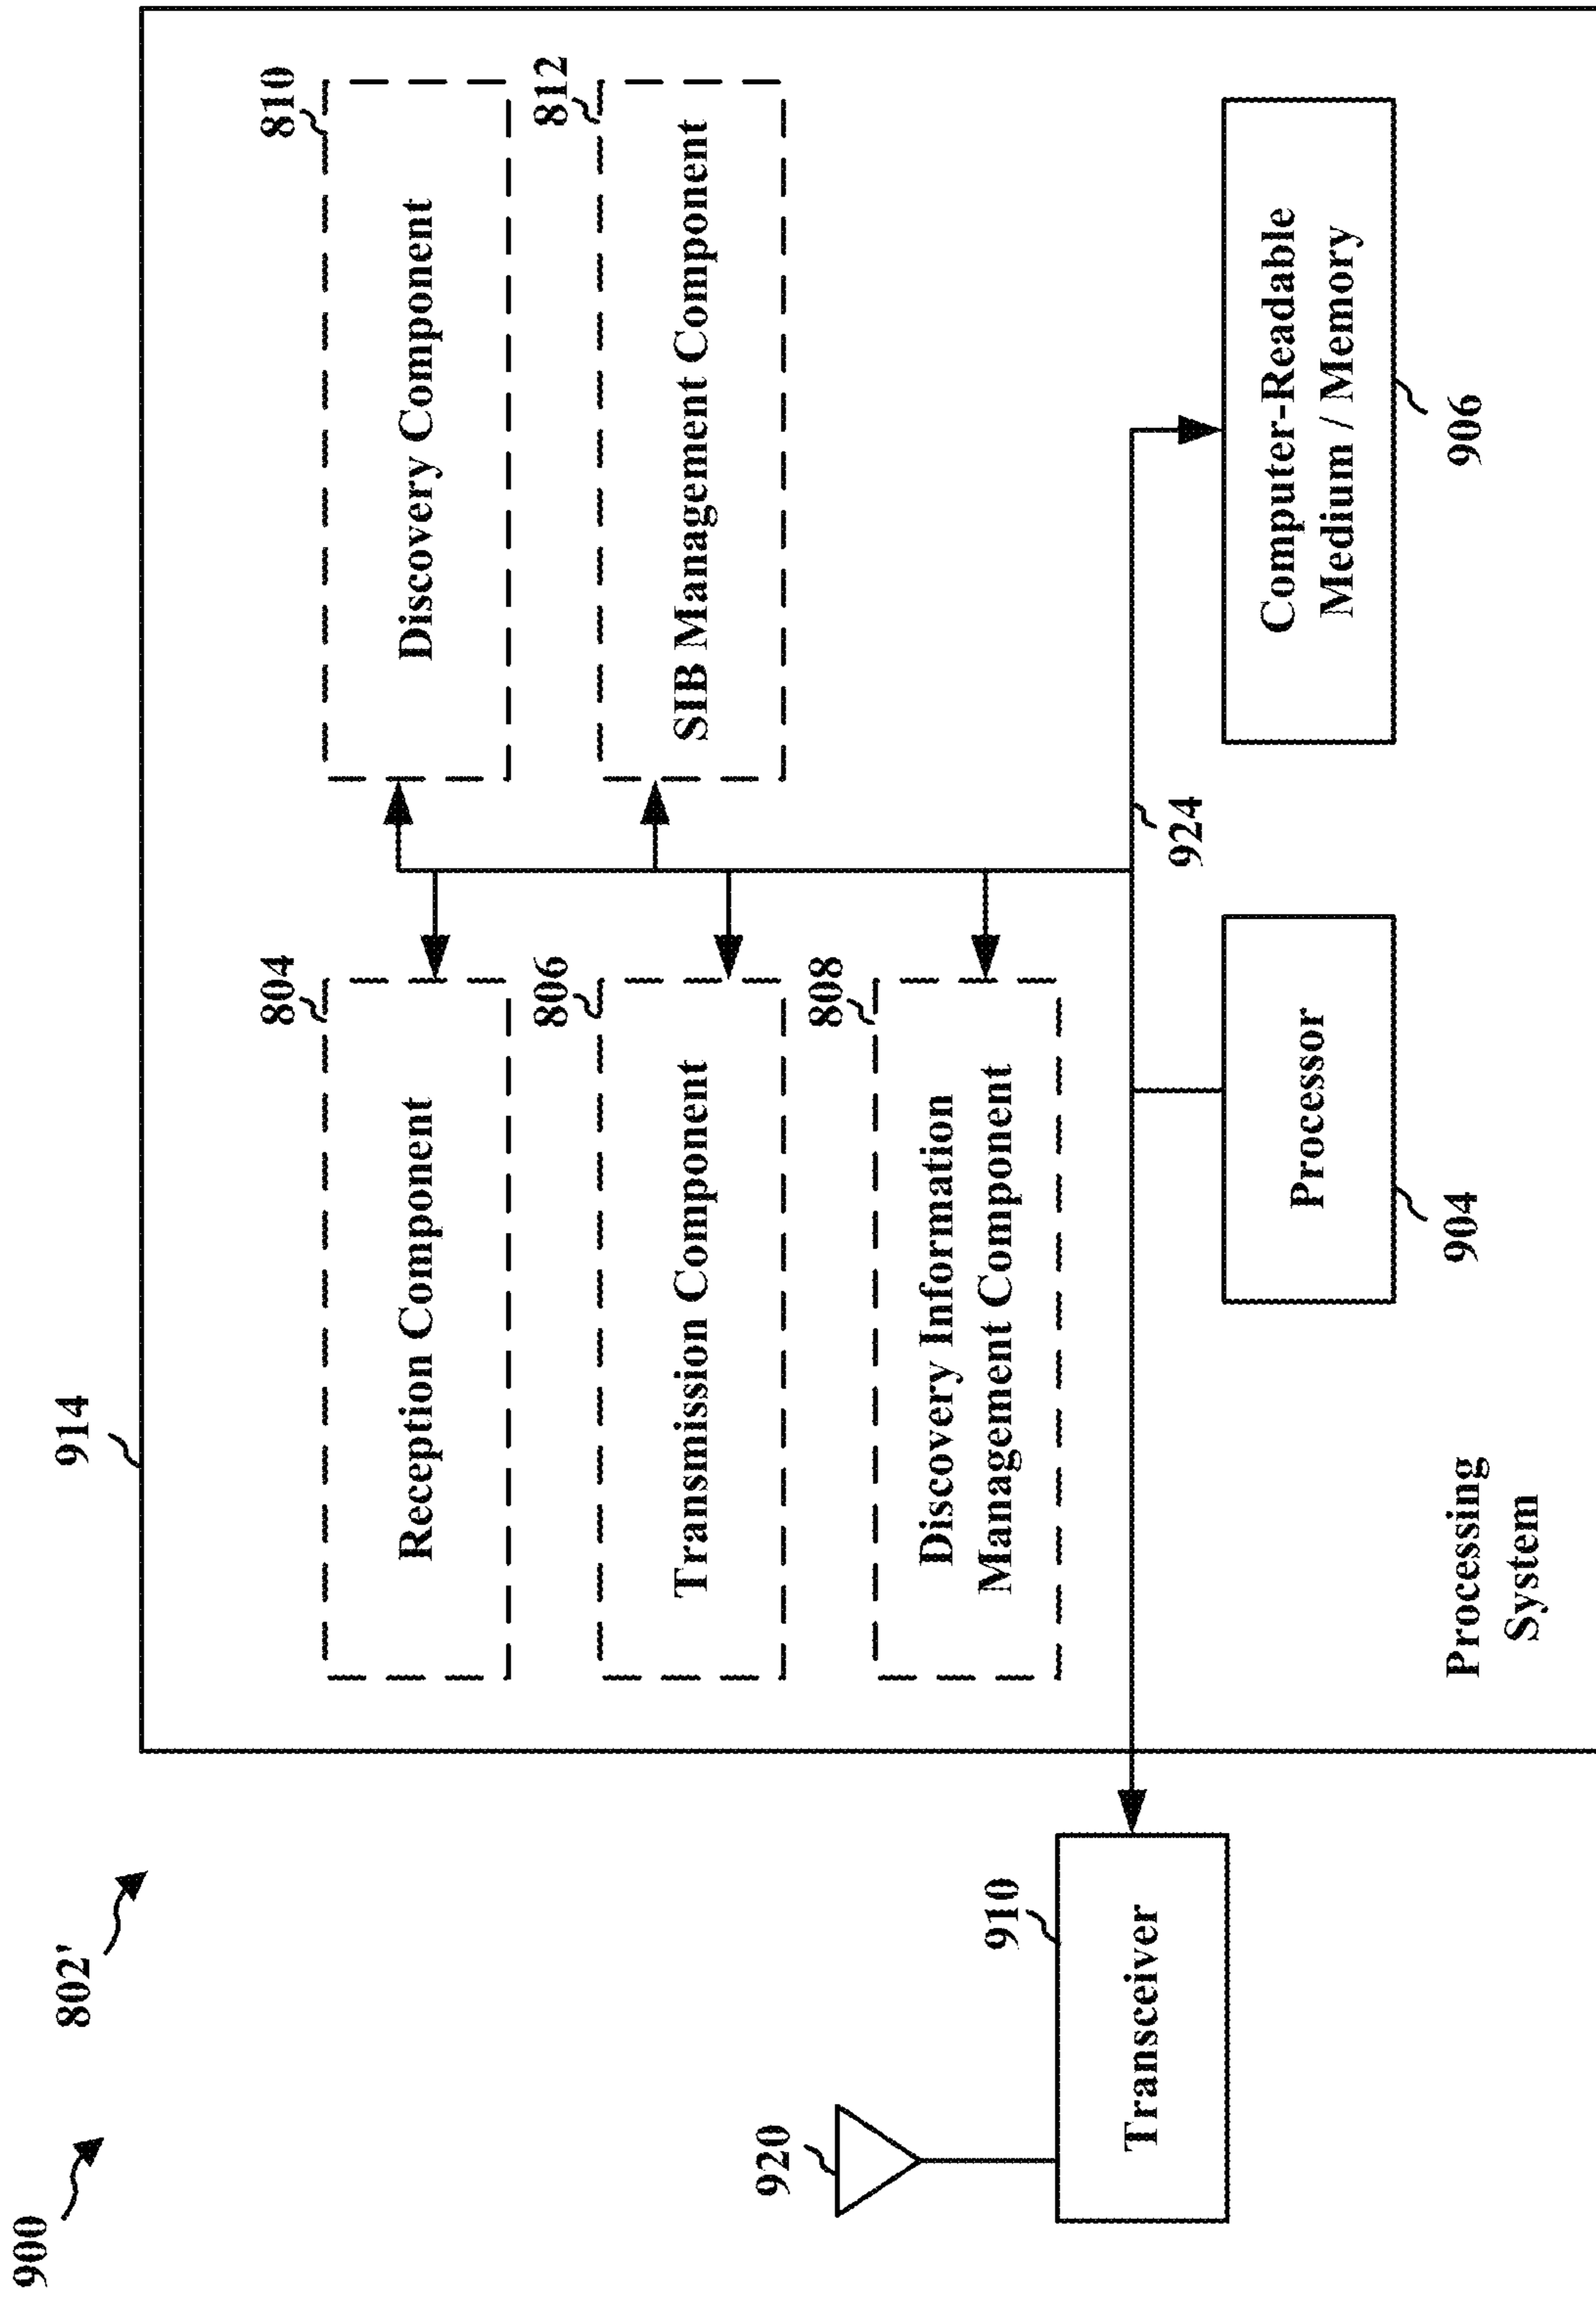 900
802'
914
804
Reception Component
810
Discovery Component
806
Transmission Component
812
SIB Management Component
808
Discovery Information
Management Component
920
910
Transceiver
924
Processor
904
Computer-Readable
Medium / Memory
906
Processing
System